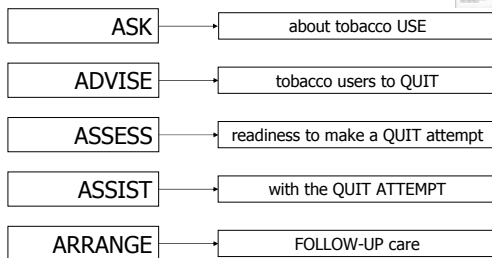 ASK about tobacco USE
ADVISE tobacco users to QUIT
ASSESS readiness to make a QUIT attempt
ASSIST with the QUIT ATTEMPT
ARRANGE FOLLOW-UP care